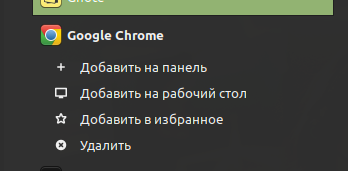 Google Chrome
Добавить на панель
Добавить на рабочий стол
Добавить в избранное
Удалить